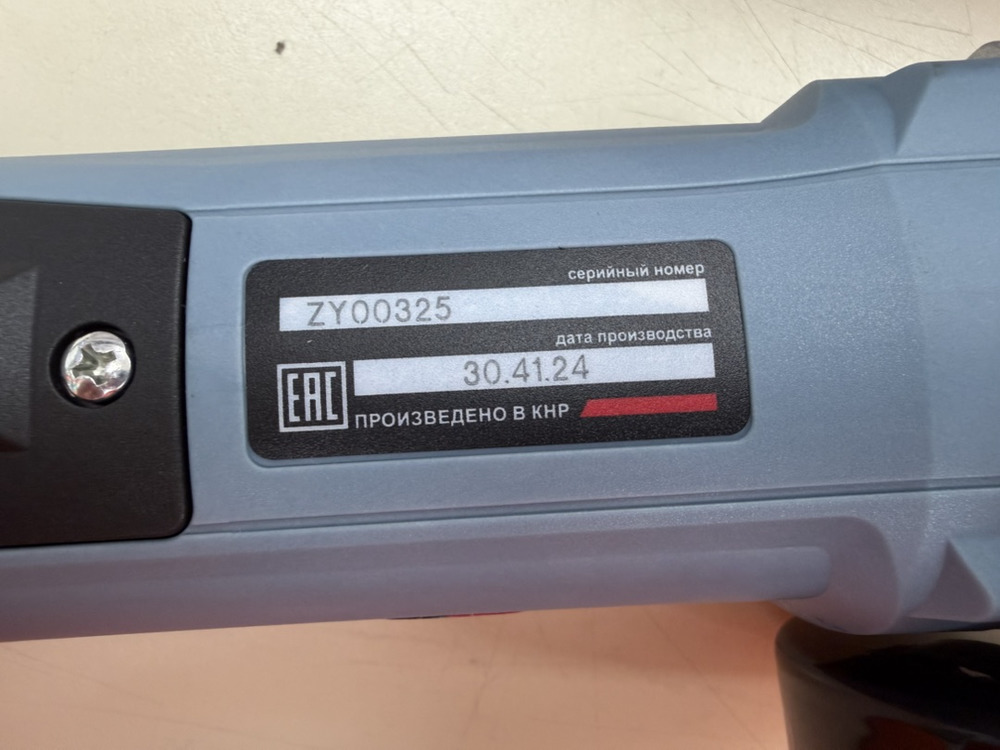 серийный номер
ZY00325
дата производства
30.41.24
EAC
ПРОИЗВЕДЕНО В КНР